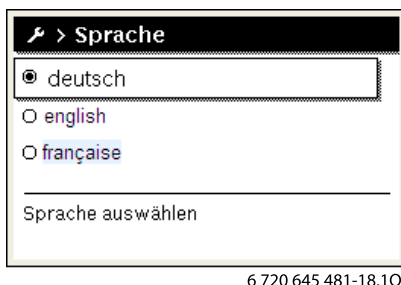 > Sprache
deutsch
english
française
Sprache auswählen
6 720 645 481-18.1O